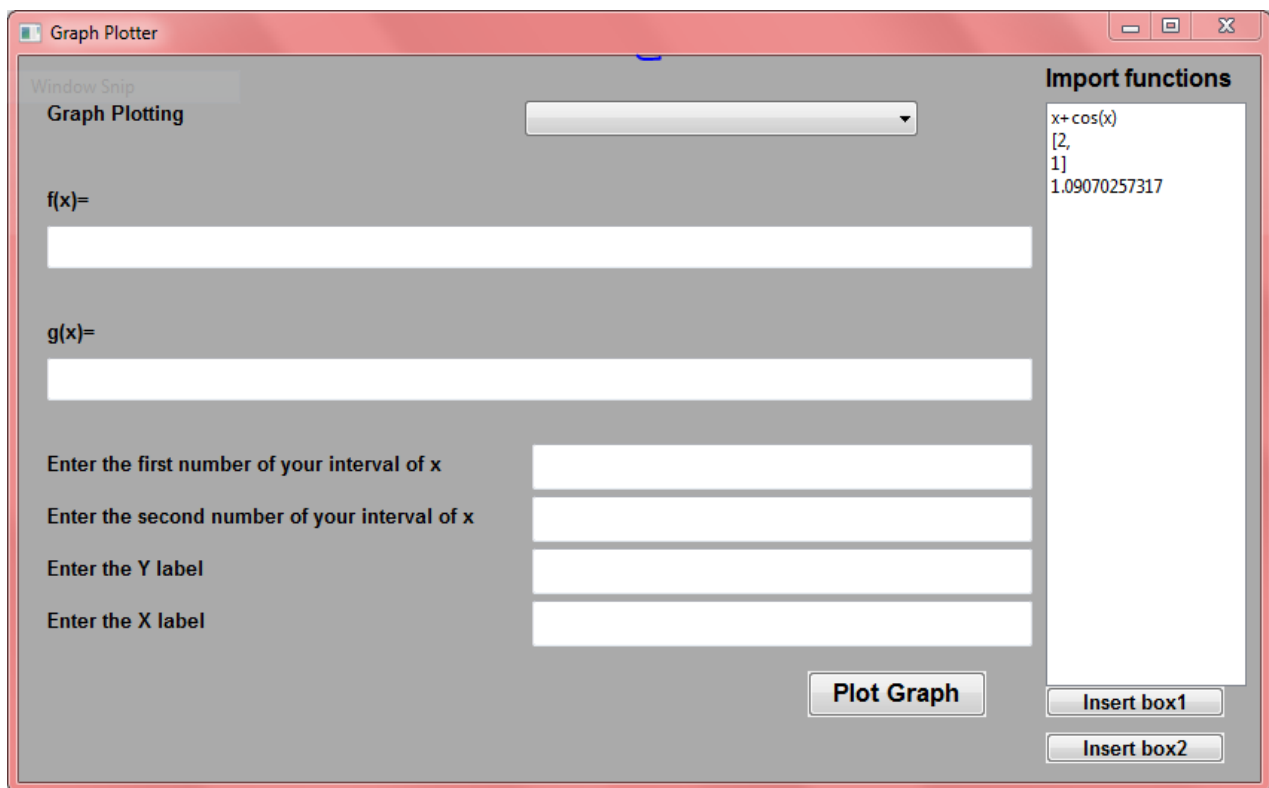 Graph Plotter
Window Snip
Graph Plotting
f(x)=
g(x)=
Enter the first number of your interval of x
Enter the second number of your interval of x
Enter the Y label
Enter the X label
Plot Graph
Import functions
x+cos(x)
[2,
1]
1.09070257317
Insert box1
Insert box2